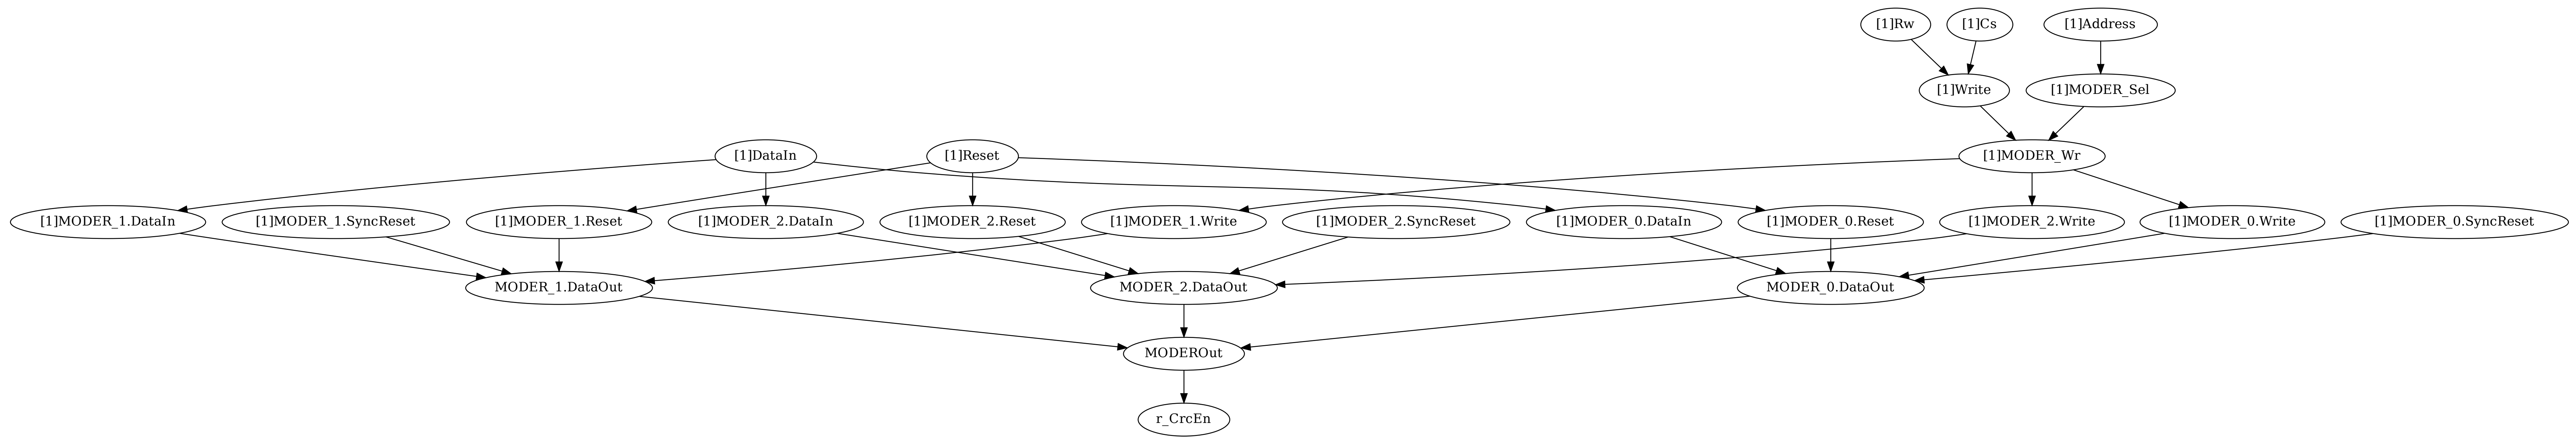 [1]Rw
[1]Cs
[1]Address
[1]Write
[1]MODER_Sel
[1]DataIn
[1]Reset
[1]MODER_Wr
[1]MODER_1.DataIn
[1]MODER_1.SyncReset
[1]MODER_1.Reset
[1]MODER_2.DataIn
[1]MODER_2.Reset
[1]MODER_1.Write
[1]MODER_2.SyncReset
[1]MODER_0.DataIn
[1]MODER_0.Reset
[1]MODER_2.Write
[1]MODER_0.Write
[1]MODER_0.SyncReset
MODER_1.DataOut
MODER_2.DataOut
MODER_0.DataOut
MODEROut
r_CrcEn